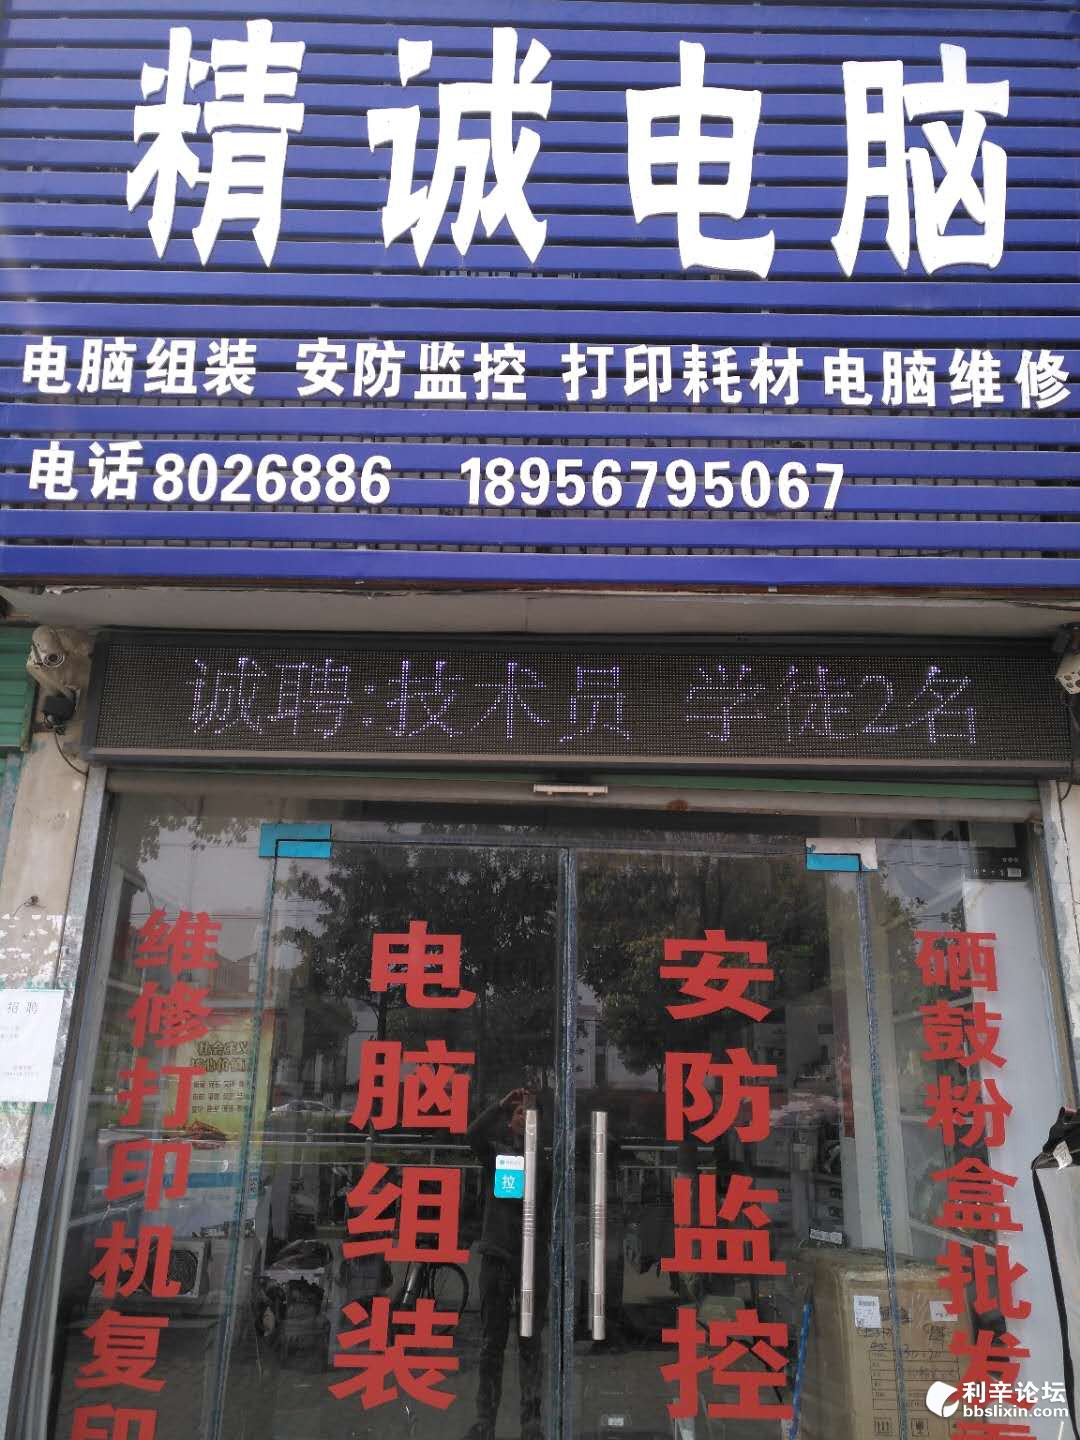 精诚电脑
电脑组装 安防监控 打印耗材 电脑维修
电话8026886 18956795067
诚聘:技术员 学徒2名
维修打印机复印
电脑组装
安防监控
硒鼓粉盒批发
招聘
拉
利辛论坛
bbslixin.com